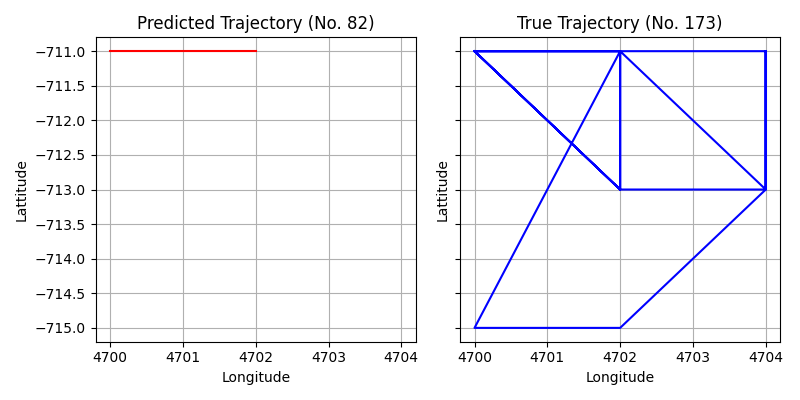 Predicted Trajectory (No. 82)
True Trajectory (No. 173)
Lattitude
−711.0
−711.5
−712.0
−712.5
−713.0
−713.5
−714.0
−714.5
−715.0
4700 4701 4702 4703 4704
Longitude
Lattitude
4700 4701 4702 4703 4704
Longitude